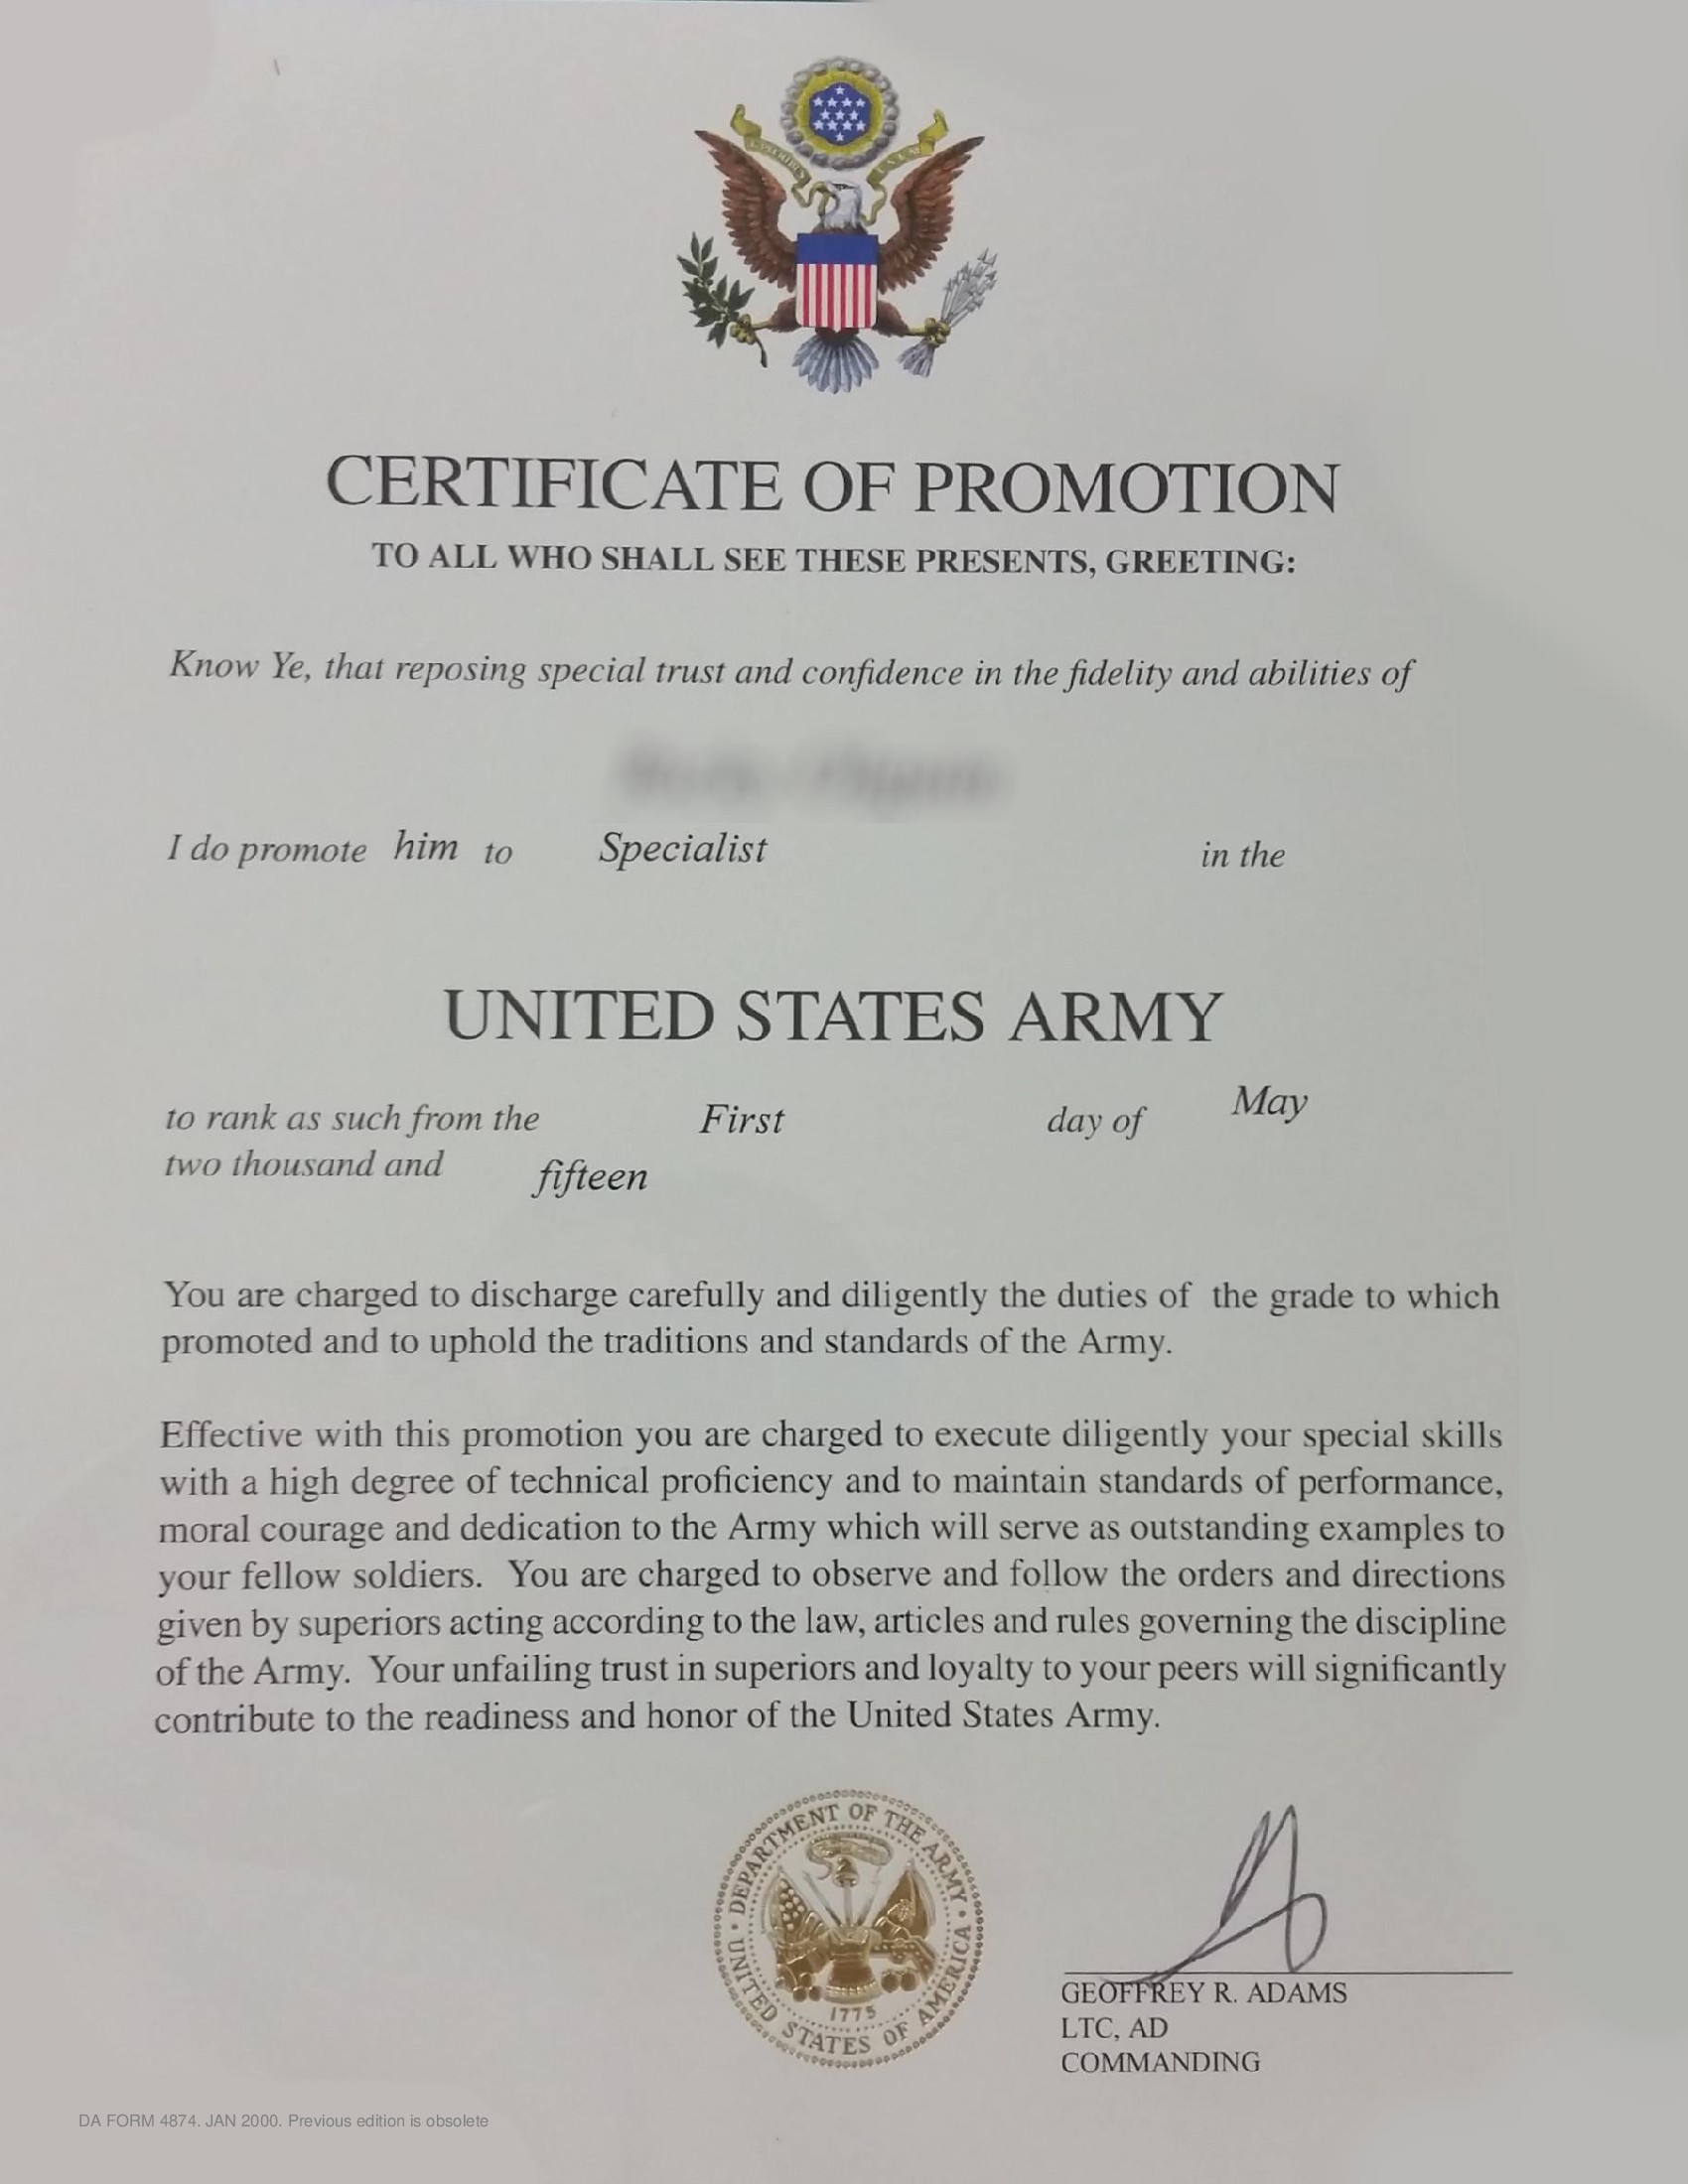 CERTIFICATE OF PROMOTION
TO ALL WHO SHALL SEE THESE PRESENTS, GREETING:
Know Ye, that reposing special trust and confidence in the fidelity and abilities of
I do promote him to Specialist in the
UNITED STATES ARMY
to rank as such from the First day of May
two thousand and fifteen
You are charged to discharge carefully and diligently the duties of the grade to which
promoted and to uphold the traditions and standards of the Army.
Effective with this promotion you are charged to execute diligently your special skills
with a high degree of technical proficiency and to maintain standards of performance,
moral courage and dedication to the Army which will serve as outstanding examples to
your fellow soldiers. You are charged to observe and follow the orders and directions
given by superiors acting according to the law, articles and rules governing the discipline
of the Army. Your unfailing trust in superiors and loyalty to your peers will significantly
contribute to the readiness and honor of the United States Army.
DEPARTMENT OF THE ARMY
UNITED STATES OF AMERICA
1775
GEOFFREY R. ADAMS
LTC, AD
COMMANDING
DA FORM 4874. JAN 2000. Previous edition is obsolete